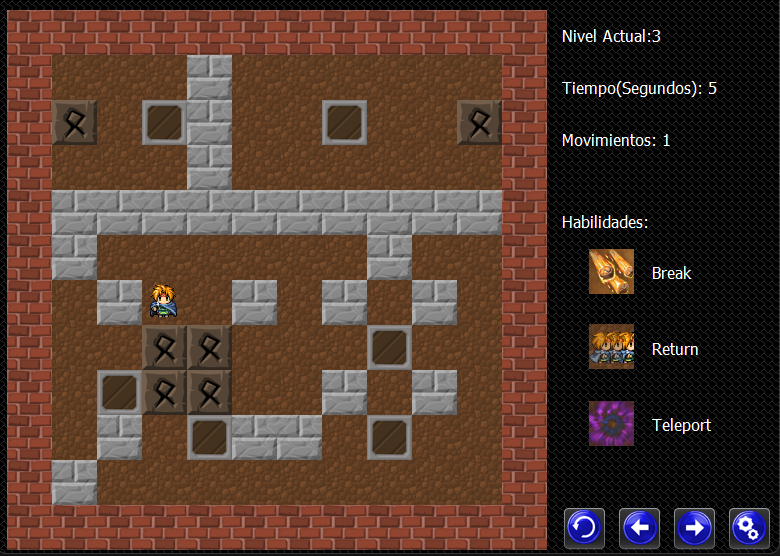 Nivel Actual:3
Tiempo(Segundos): 5
Movimientos: 1
Habilidades:
Break
Return
Teleport